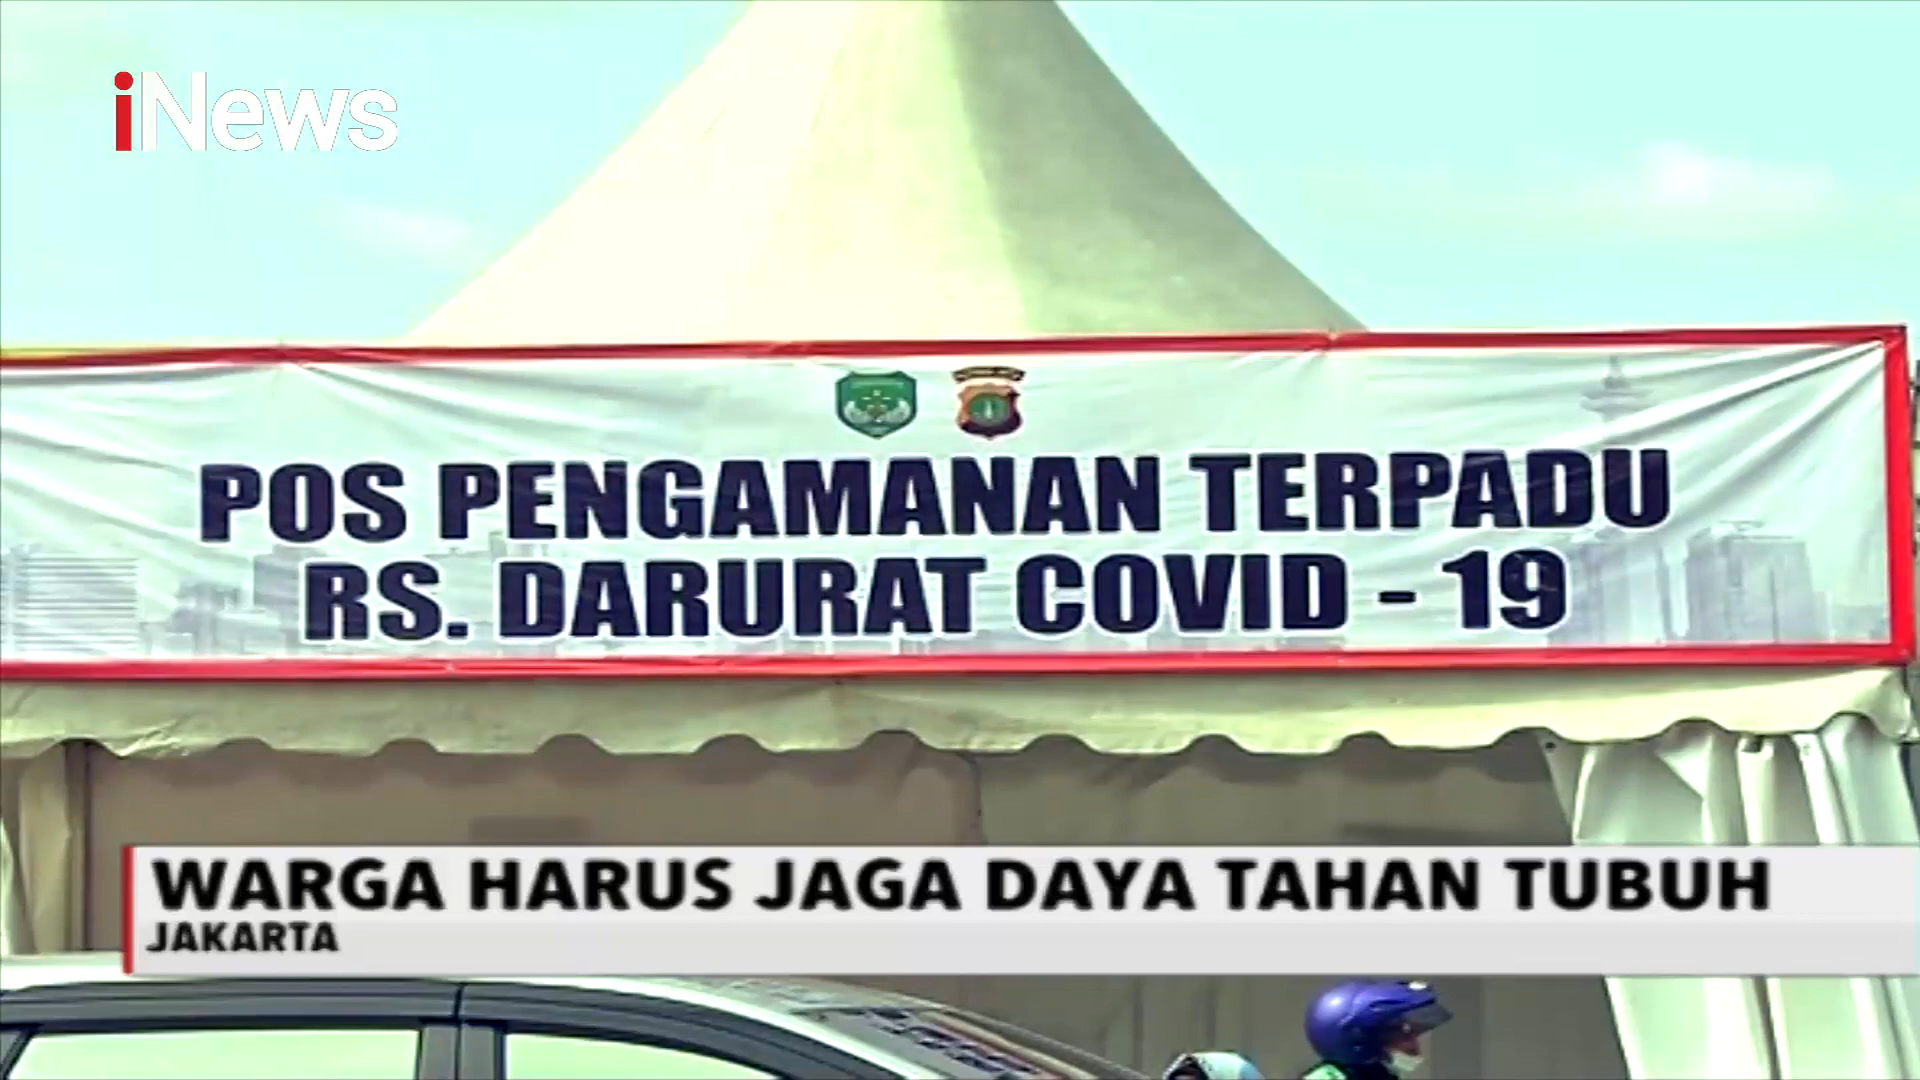 iNews
POS PENGAMANAN TERPADU
RS. DARURAT COVID - 19
WARGA HARUS JAGA DAYA TAHAN TUBUH
JAKARTA